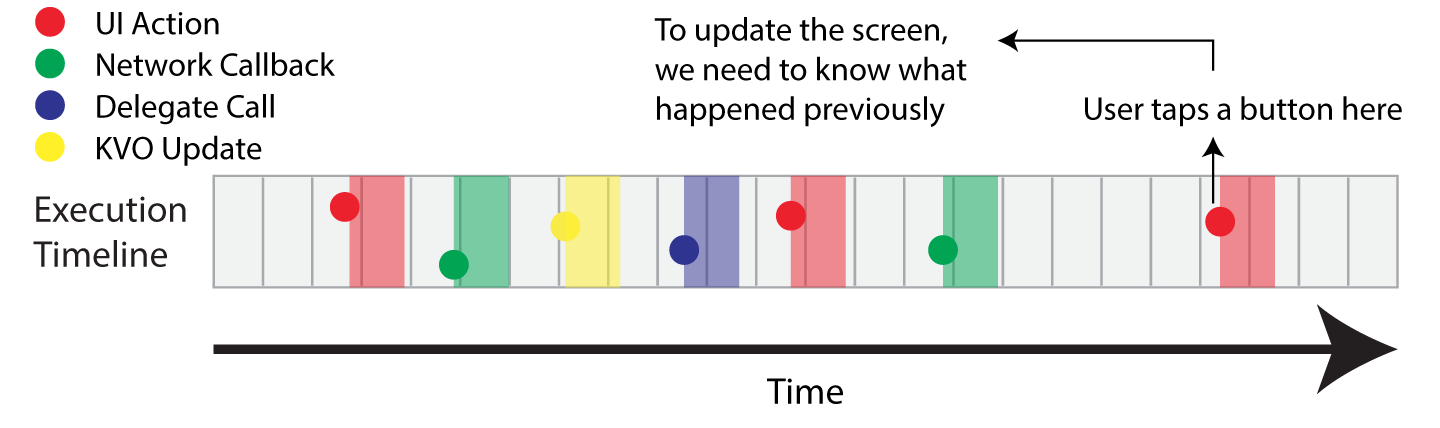 UI Action
Network Callback
Delegate Call
KVO Update
To update the screen,
we need to know what
happened previously
User taps a button here
Execution
Timeline
Time